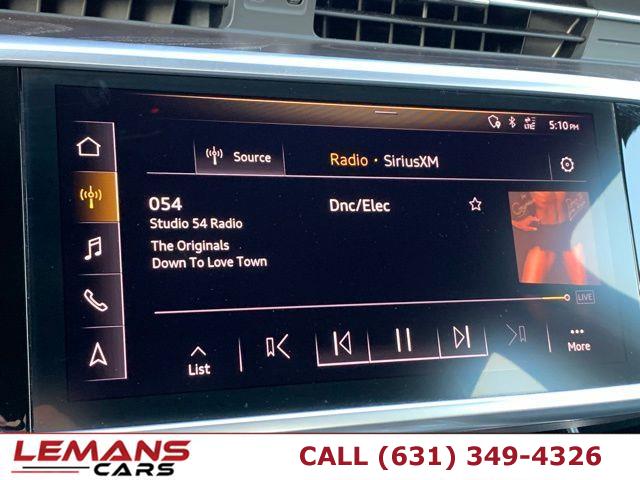 LTE 5:10 PM
Source Radio • SiriusXM
054 Dnc/Elec
Studio 54 Radio
The Originals
Down To Love Town
LIVE
List More
LEMANS CARS
CALL (631) 349-4326